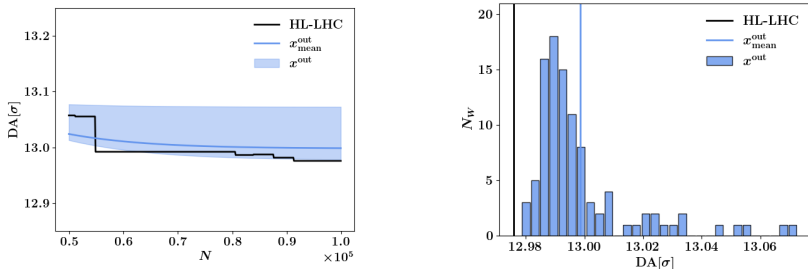 13.2
13.1
13.0
12.9
DA[σ]
HL-LHC
x^out_mean
x^out
0.5 0.6 0.7 0.8 0.9 1.0
N
×10^5
20
15
10
5
0
N_W
HL-LHC
x^out_mean
x^out
12.98 13.00 13.02 13.04 13.06
DA[σ]